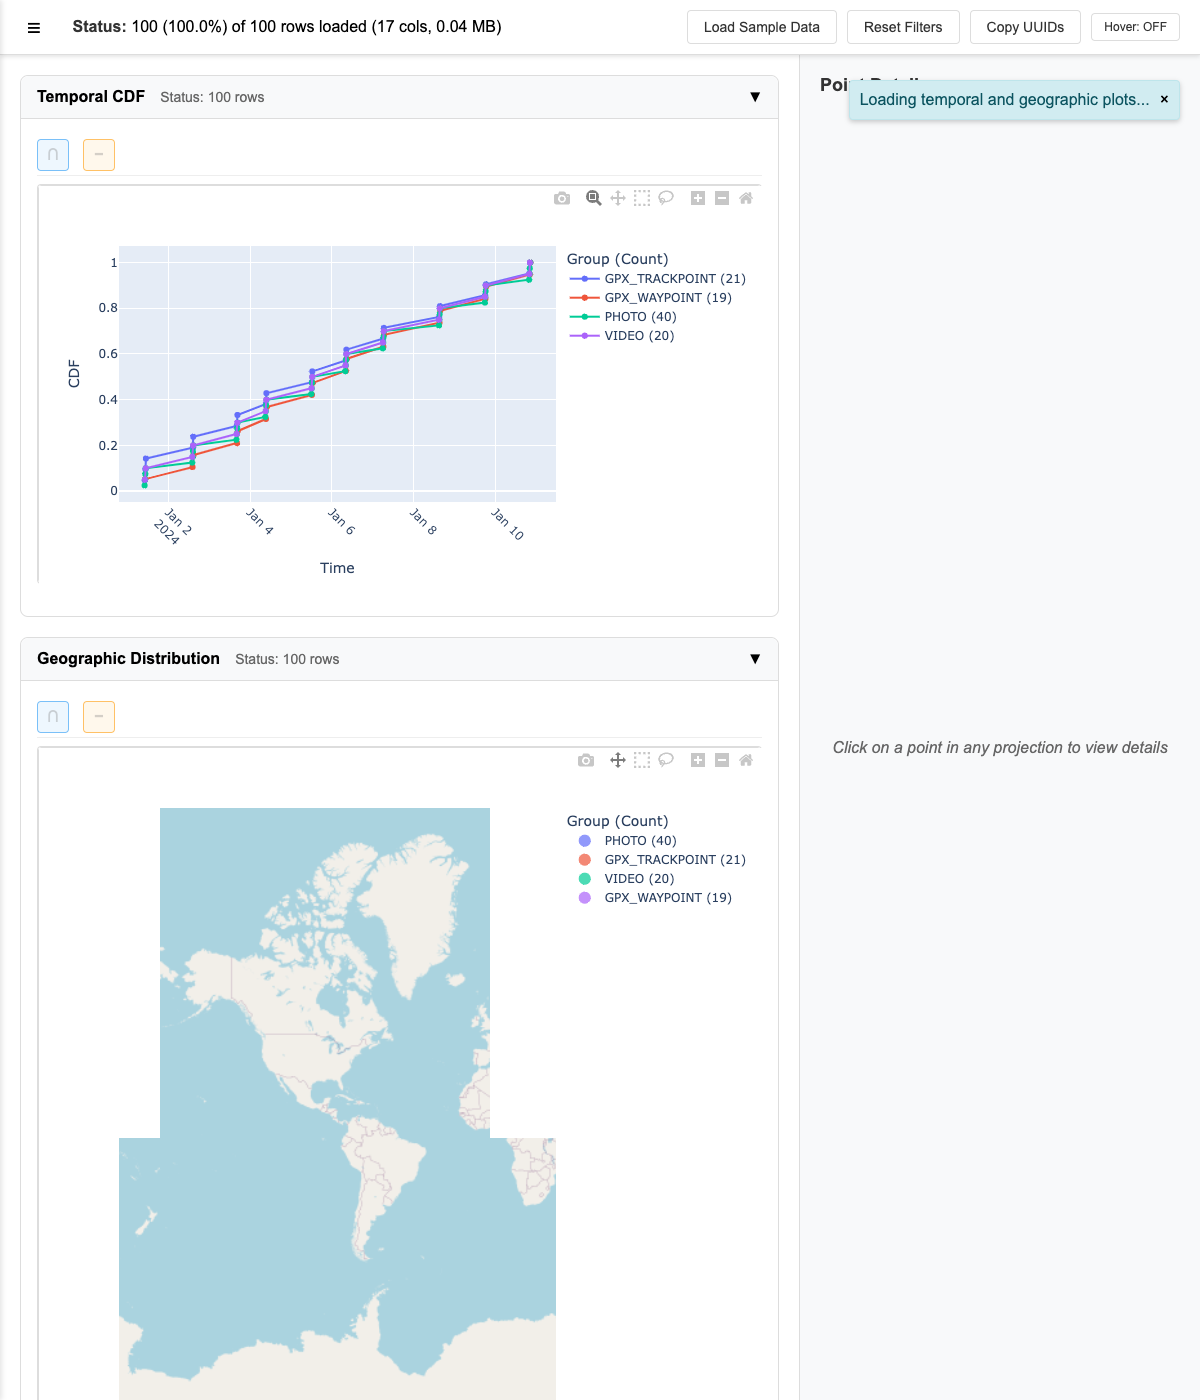 ≡ Status: 100 (100.0%) of 100 rows loaded (17 cols, 0.04 MB) Load Sample Data Reset Filters Copy UUIDs Hover: OFF
Temporal CDF Status: 100 rows ▼
Loading temporal and geographic plots... ×
∩ −
Group (Count)
GPX_TRACKPOINT (21)
GPX_WAYPOINT (19)
PHOTO (40)
VIDEO (20)
CDF
1
0.8
0.6
0.4
0.2
0
Jan 2
2024
Jan 4
Jan 6
Jan 8
Jan 10
Time
Geographic Distribution Status: 100 rows ▼
∩ −
Group (Count)
PHOTO (40)
GPX_TRACKPOINT (21)
VIDEO (20)
GPX_WAYPOINT (19)
Click on a point in any projection to view details